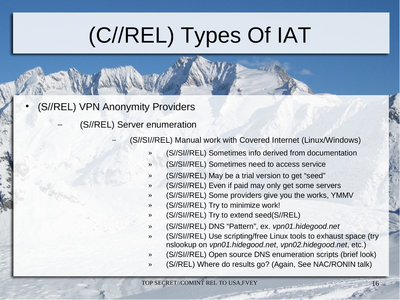 (C//REL) Types Of IAT
• (S//REL) VPN Anonymity Providers
– (S//REL) Server enumeration
– (S//SI//REL) Manual work with Covered Internet (Linux/Windows)
» (S//SI//REL) Sometimes info derived from documentation
» (S//SI//REL) Sometimes need to access service
» (S//SI//REL) May be a trial version to get “seed”
» (S//SI//REL) Even if paid may only get some servers
» (S//SI//REL) Some providers give you the works, YMMV
» (S//SI//REL) Try to minimize work!
» (S//SI//REL) Try to extend seed(S//REL)
» (S//SI//REL) DNS “Pattern”, ex. vpn01.hidegood.net
» (S//SI//REL) Use scripting/free Linux tools to exhaust space (try
nslookup on vpn01.hidegood.net, vpn02.hidegood.net, etc.)
» (S//SI//REL) Open source DNS enumeration scripts (brief look)
» (S//REL) Where do results go? (Again, See NAC/RONIN talk)
TOP SECRET//COMINT REL TO USA,FVEY
16